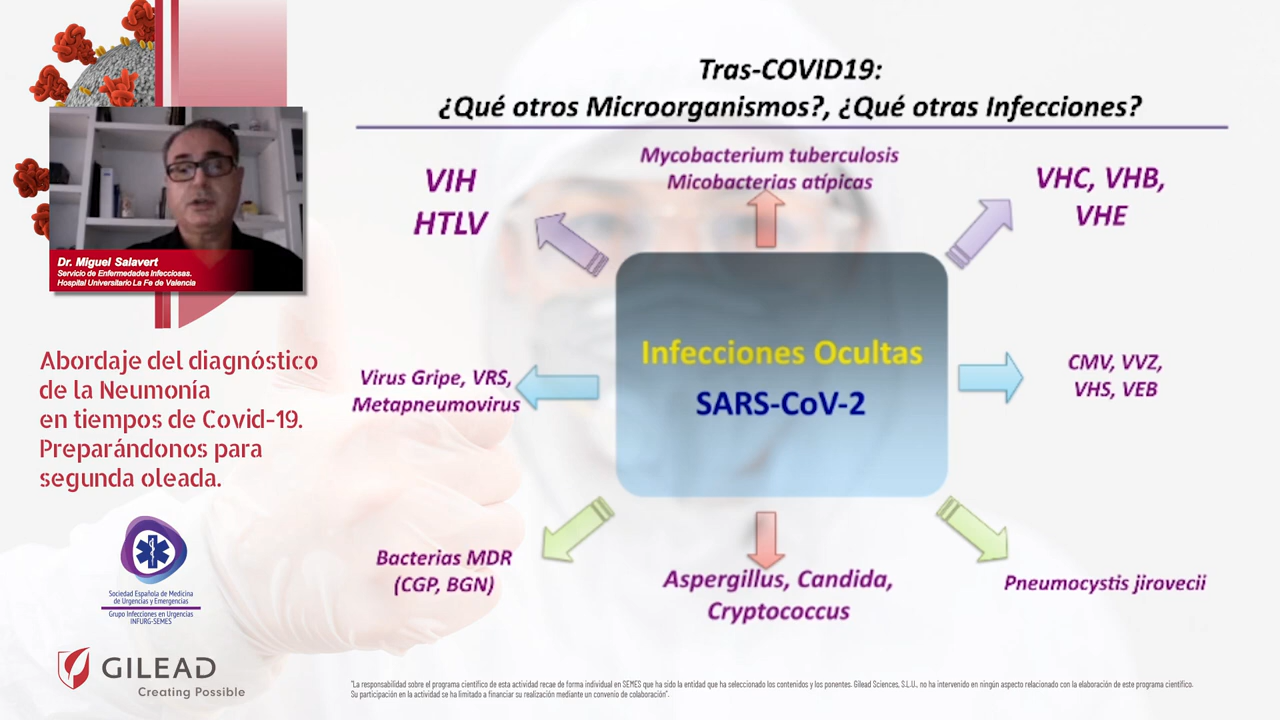 Tras-COVID19:
¿Qué otros Microorganismos?, ¿Qué otras Infecciones?
VIH
HTLV
Mycobacterium tuberculosis
Micobacterias atípicas
VHC, VHB,
VHE
Dr. Miguel Salavert
Servicio de Enfermedades Infecciosas.
Hospital Universitario La Fe de Valencia
Infecciones Ocultas
SARS-CoV-2
Virus Gripe, VRS,
Metapneumovirus
CMV, VVZ,
VHS, VEB
Abordaje del diagnóstico
de la Neumonía
en tiempos de Covid-19.
Preparándonos para
segunda oleada.
Bacterias MDR
(CGP, BGN)
Aspergillus, Candida,
Cryptococcus
Pneumocystis jirovecii
Sociedad Española de Medicina
de Urgencias y Emergencias
Grupo Infecciones en Urgencias
INFURG-SEMES
GILEAD
Creating Possible
"La responsabilidad sobre el programa científico de esta actividad recae de forma individual en SEMES que ha sido la entidad que ha seleccionado los contenidos y los ponentes. Gilead Sciences, S.L.U., no ha intervenido en ningún aspecto relacionado con la elaboración de este programa científico.
Su participación en la actividad se ha limitado a financiar su realización mediante un convenio de colaboración".